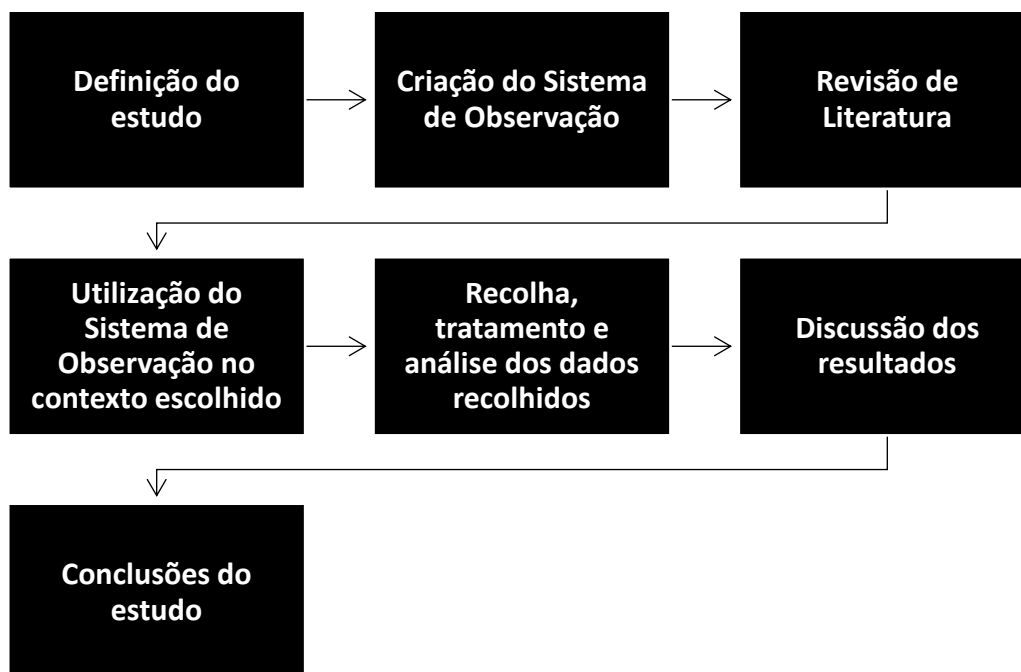 Definição do
estudo
Criação do Sistema
de Observação
Revisão de
Literatura
Utilização do
Sistema de
Observação no
contexto escolhido
Recolha,
tratamento e
análise dos dados
recolhidos
Discussão dos
resultados
Conclusões do
estudo